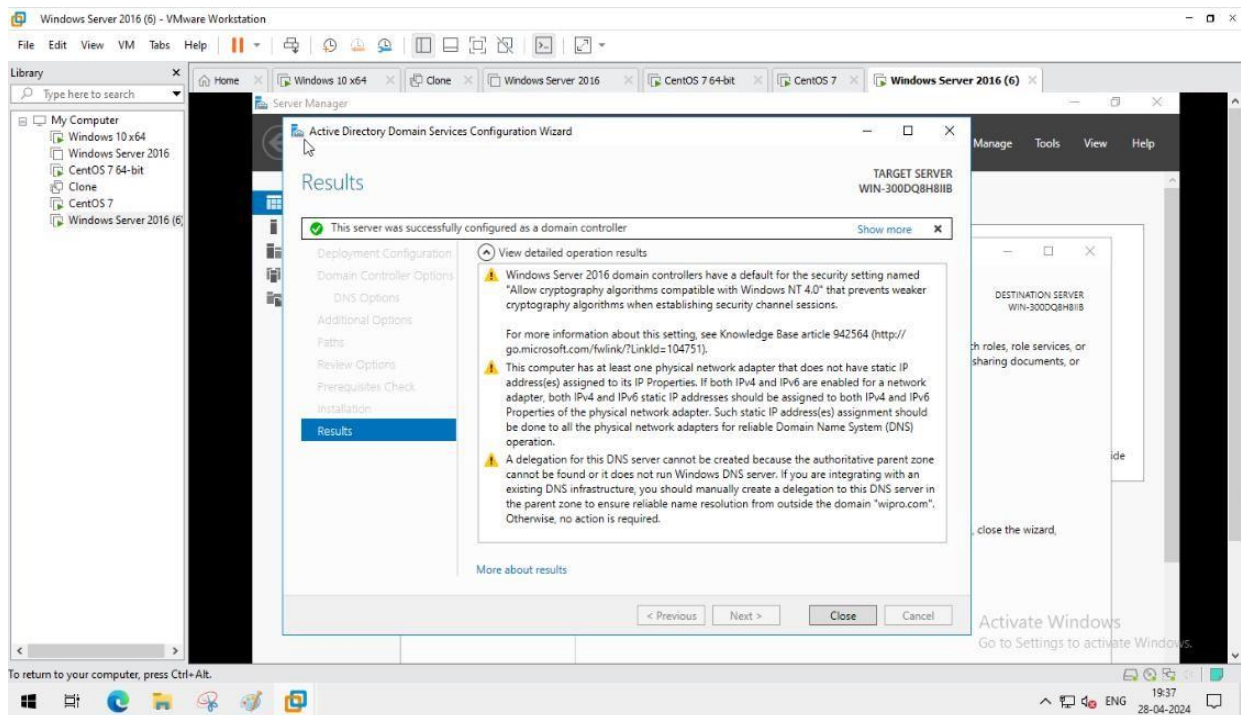 Windows Server 2016 (6) - VMware Workstation
File Edit View VM Tabs Help
Library
Type here to search
My Computer
Windows 10 x64
Windows Server 2016
CentOS 7 64-bit
Clone
CentOS 7
Windows Server 2016 (6)
Home Windows 10 x64 Clone Windows Server 2016 CentOS 7 64-bit CentOS 7 Windows Server 2016 (6)
Server Manager
Manage Tools View Help
Active Directory Domain Services Configuration Wizard
Results
TARGET SERVER
WIN-300DQ8H8IIB
This server was successfully configured as a domain controller Show more
Deployment Configuration
Domain Controller Options
DNS Options
Additional Options
Paths
Review Options
Prerequisites Check
Installation
Results
View detailed operation results
Windows Server 2016 domain controllers have a default for the security setting named
"Allow cryptography algorithms compatible with Windows NT 4.0" that prevents weaker
cryptography algorithms when establishing security channel sessions.
For more information about this setting, see Knowledge Base article 942564 (http://
go.microsoft.com/fwlink/?LinkId=104751).
This computer has at least one physical network adapter that does not have static IP
address(es) assigned to its IP Properties. If both IPv4 and IPv6 are enabled for a network
adapter, both IPv4 and IPv6 static IP addresses should be assigned to both IPv4 and IPv6
Properties of the physical network adapter. Such static IP address(es) assignment should
be done to all the physical network adapters for reliable Domain Name System (DNS)
operation.
A delegation for this DNS server cannot be created because the authoritative parent zone
cannot be found or it does not run Windows DNS server. If you are integrating with an
existing DNS infrastructure, you should manually create a delegation to this DNS server in
the parent zone to ensure reliable name resolution from outside the domain "wipro.com".
Otherwise, no action is required.
More about results
< Previous Next > Close Cancel
DESTINATION SERVER
WIN-300DQ8H8IIB
h roles, role services, or
sharing documents, or
ide
, close the wizard,
Activate Windows
Go to Settings to activate Windows.
To return to your computer, press Ctrl+Alt.
ENG
19:37
28-04-2024